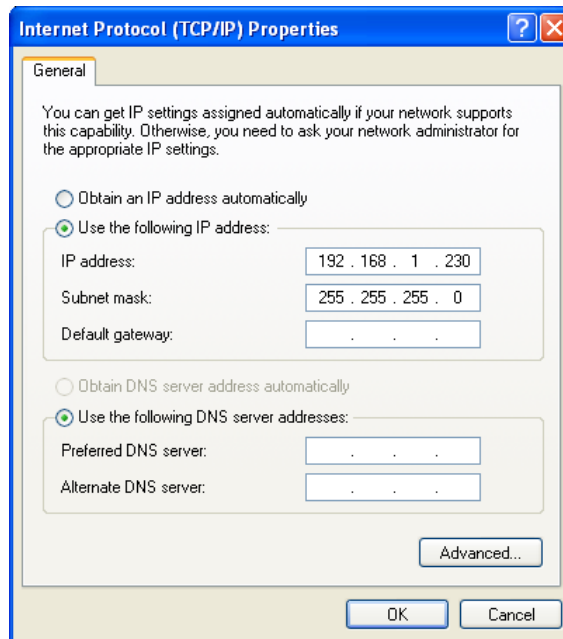 Internet Protocol (TCP/IP) Properties
General
You can get IP settings assigned automatically if your network supports
this capability. Otherwise, you need to ask your network administrator for
the appropriate IP settings.
Obtain an IP address automatically
Use the following IP address:
IP address: 192 . 168 . 1 . 230
Subnet mask: 255 . 255 . 255 . 0
Default gateway: . . .
Obtain DNS server address automatically
Use the following DNS server addresses:
Preferred DNS server: . . .
Alternate DNS server: . . .
Advanced...
OK Cancel